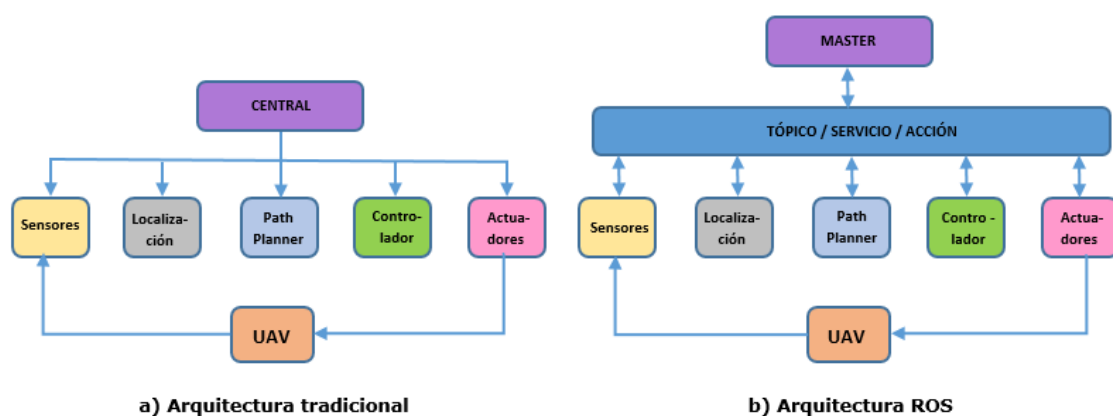 CENTRAL
Sensores
Localiza-
ción
Path
Planner
Contro-
lador
Actua-
dores
UAV
a) Arquitectura tradicional
MASTER
TÓPICO / SERVICIO / ACCIÓN
Sensores
Localiza-
ción
Path
Planner
Contro -
lador
Actua-
dores
UAV
b) Arquitectura ROS